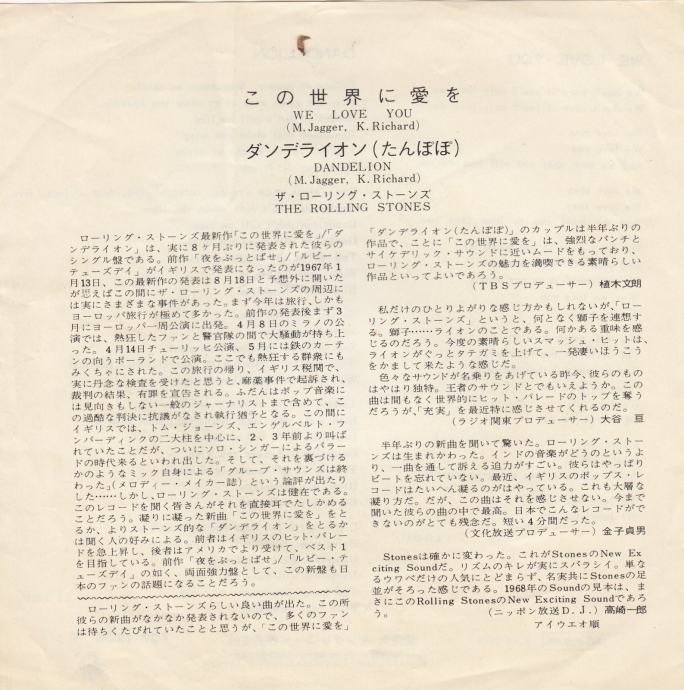 この世界に愛を
WE LOVE YOU
(M. Jagger, K. Richard)
ダンデライオン(たんぽぽ)
DANDELION
(M. Jagger, K. Richard)
ザ・ローリング・ストーンズ
THE ROLLING STONES
ローリング・ストーンズ最新作「この世界に愛を」/「ダ
ンデライオン」は、実に8ヶ月ぶりに発表された彼らの
シングル盤である。前作「夜をぶっとばせ」/「ルビー・
テューズデイ」がイギリスで発表になったのが1967年1
月13日、この最新作の発表は8月18日と予想外に開いた
が思えばこの間にザ・ローリング・ストーンズの周辺に
は実にさまざまな事件があった。まず今年は旅行、しかも
ヨーロッパ旅行が極めて多かった。前作の発表後まず3
月にヨーロッパ一周公演に出発。4月8日のミラノの公
演では、熱狂したファンと警官隊の間で大騒動が持ち上
った。4月14日チューリッヒ公演、5月には鉄のカーテ
ンの向うポーランドで公演。ここでも熱狂する群衆にも
みくちゃにされた。この旅行の帰り、イギリス税関で、
実に丹念な検査を受けたと思うと、麻薬事件で起訴され、
裁判の結果、有罪を宣告される。ふだんはポップ音楽に
は見向きもしない一般のジャーナリストまで含めて、こ
の過酷な判決に抗議がなされ執行猶予となる。この間に
イギリスでは、トム・ジョーンズ、エンゲルベルト・フ
ンパーディンクの二大柱を中心に、2、3年前より叫ば
れていたことだが、ついにソロ・シンガーによるバラー
ドの時代来るといわれ出した。そして、それを裏づける
かのようなミック自身による「グループ・サウンズは終
わった」(メロディー・メイカー誌)という論評が出たり
した……しかし、ローリング・ストーンズは健在である。
このレコードを聞く皆さんがそれを直接耳でたしかめる
ことだろう。凝りに凝った新曲「この世界に愛を」をと
るか、よりストーンズ的な「ダンデライオン」をとるか
は聞く人の好みによる。前者はイギリスのヒット・パレー
ドを急上昇し、後者はアメリカでより受けて、ベスト1
を目指している。前作「夜をぶっとばせ」/「ルビー・テ
ューズデイ」の如く、両面強力盤として、この新盤も日
本のファンの話題になることだろう。
ローリング・ストーンズらしい良い曲が出た。この所
彼らの新曲がなかなか発表されないので、多くのファン
は待ちくたびれていたことと思うが、「この世界に愛を」
「ダンデライオン(たんぽぽ)」のカップルは半年ぶりの
作品で、ことに「この世界に愛を」は、強烈なパンチと
サイケデリック・サウンドに近いムードをもっており、
ローリング・ストーンズの魅力を満喫できる素晴らしい
作品といってよいであろう。
(TBSプロデューサー) 植木文朗
私だけのひとりよがりな感じ方かもしれないが、「ロー
リング・ストーンズ」というと、何となく獅子を連想す
る。獅子……ライオンのことである。何かある重味を感
じるのだろう。今度の素晴らしいスマッシュ・ヒットは、
ライオンがぐっとタテガミを上げて、一発凄いほうこう
をかまして来たような感じだ。
色々なサウンドが名乗りをあげている昨今、彼らのもの
はやはり独特。王者のサウンドとでもいえようか。この
曲は間もなく世界的にヒット・パレードのトップを奪う
だろうが、「充実」を最近特に感じさせてくれるのだ。
(ラジオ関東プロデューサー) 大谷 亘
半年ぶりの新曲を聞いて驚いた。ローリング・ストー
ンズは生まれかわった。インドの音楽がどうのというよ
り、一曲を通して訴える迫力がすごい。彼らはやっぱり
ビートを忘れていない。最近、イギリスのポップス・レ
コードはたいへん凝るのがはやっている。これも大層な
凝り方だ。だが、この曲はそれを感じさせない。今まで
聞いた彼らの曲の中で最高。日本でこんなレコードがで
きないのがとても残念だ。短い4分間だった。
(文化放送プロデューサー) 金子貞男
Stonesは確かに変わった。これがStonesのNew Ex
citing Soundだ。リズムのキレが実にスバラシイ。単な
るウワベだけの人気にとどまらず、名実共にStonesの足
並がそろった感じである。1968年のSoundの見本は、ま
さにこのRolling StonesのNew Exciting Soundであろ
う。
(ニッポン放送D.J.) 高崎一郎
アイウエオ順